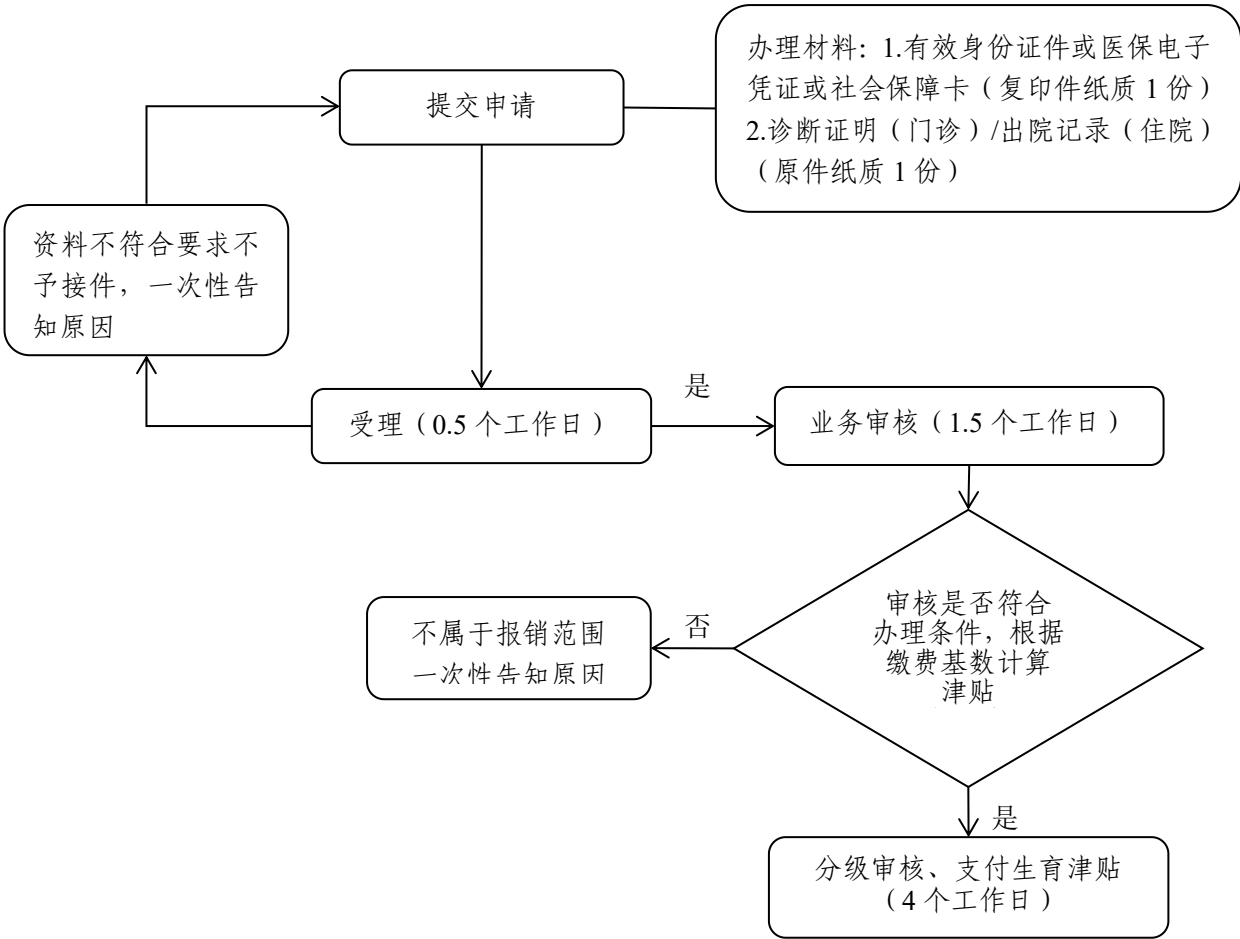 办理材料：1.有效身份证件或医保电子
凭证或社会保障卡（复印件纸质 1 份）
2.诊断证明（门诊）/出院记录（住院）
（原件纸质 1 份）
提交申请
资料不符合要求不
予接件，一次性告
知原因
受理（0.5 个工作日）
是
业务审核（1.5 个工作日）
审核是否符合
办理条件，根据
缴费基数计算
津贴
否
不属于报销范围
一次性告知原因
是
分级审核、支付生育津贴
（4 个工作日）